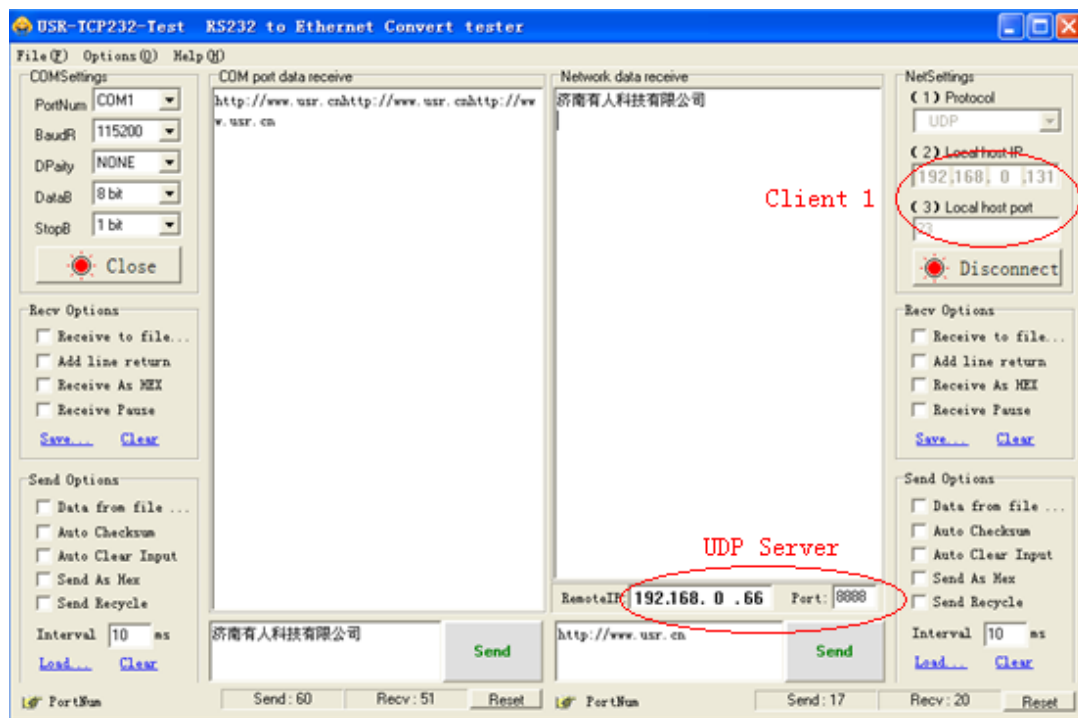 USR-TCP232-Test RS232 to Ethernet Convert tester
File(F) Options(O) Help(H)
COMSettings
PortNum COM1
BaudR 115200
DPaity NONE
DataB 8 bit
StopB 1 bit
Close
Recv Options
Receive to file...
Add line return
Receive As HEX
Receive Pause
Save... Clear
Send Options
Data from file ...
Auto Checksum
Auto Clear Input
Send As Hex
Send Recycle
Interval 10 ms
Load... Clear
COM port data receive
http://www.usr.cnhttp://www.usr.cnhttp://ww
w.usr.cn
济南有人科技有限公司
Send
Network data receive
济南有人科技有限公司
Client 1
UDP Server
RemoteIP: 192.168. 0 .66 Port: 8888
http://www.usr.cn
Send
NetSettings
(1) Protocol
UDP
(2) Local host IP
192.168. 0 .131
(3) Local host port
23
Disconnect
Recv Options
Receive to file...
Add line return
Receive As HEX
Receive Pause
Save... Clear
Send Options
Data from file ...
Auto Checksum
Auto Clear Input
Send As Hex
Send Recycle
Interval 10 ms
Load... Clear
PortNum Send:60 Recv:51 Reset
PortNum Send:17 Recv:20 Reset